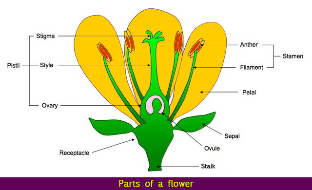 Stigma
Anther
Stamen
Pistil
Style
Filament
Petal
Ovary
Sepal
Ovule
Receptacle
Stalk
Parts of a flower